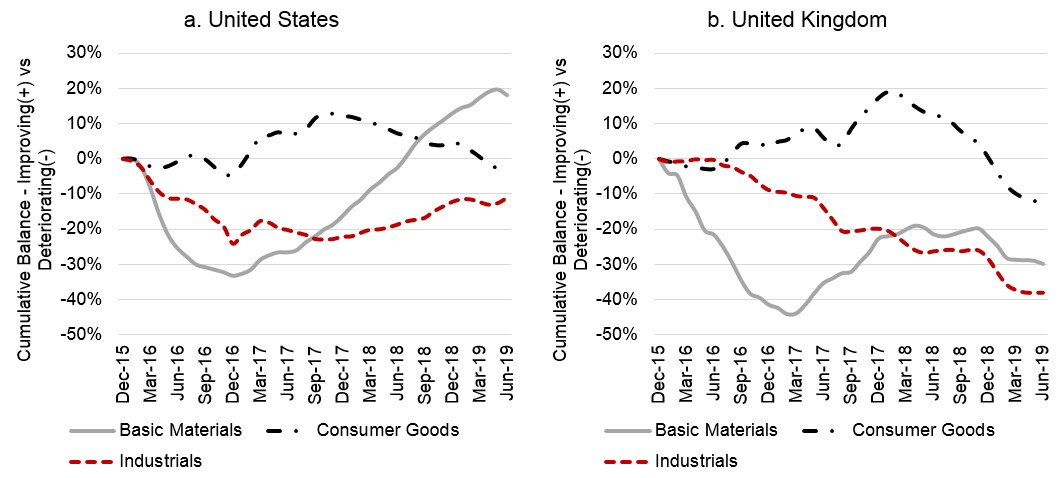 a. United States
Cumulative Balance - Improving(+) vs
Deteriorating(-)
30%
20%
10%
0%
-10%
-20%
-30%
-40%
-50%
Dec-15
Mar-16
Jun-16
Sep-16
Dec-16
Mar-17
Jun-17
Sep-17
Dec-17
Mar-18
Jun-18
Sep-18
Dec-18
Mar-19
Jun-19
Basic Materials
Consumer Goods
Industrials
b. United Kingdom
Cumulative Balance - Improving(+) vs
Deteriorating(-)
30%
20%
10%
0%
-10%
-20%
-30%
-40%
-50%
Dec-15
Mar-16
Jun-16
Sep-16
Dec-16
Mar-17
Jun-17
Sep-17
Dec-17
Mar-18
Jun-18
Sep-18
Dec-18
Mar-19
Jun-19
Basic Materials
Consumer Goods
Industrials